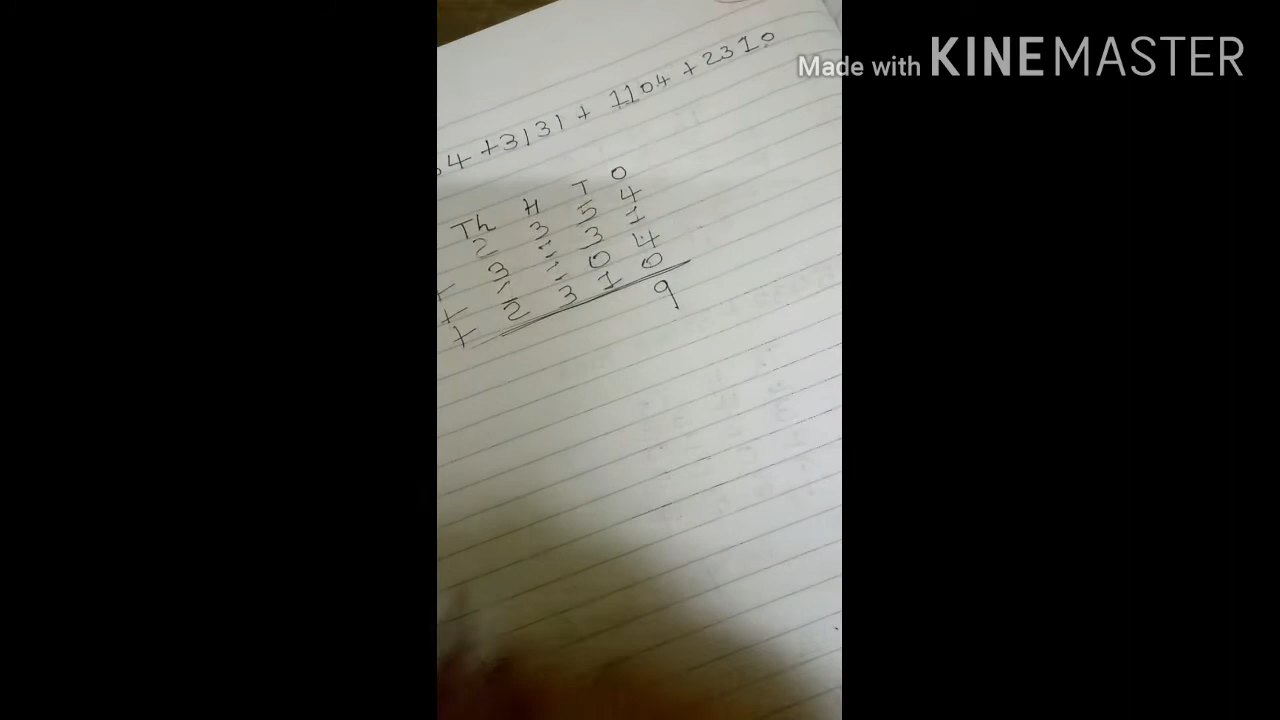 Made with KINEMASTER
4 +3131 + 1104 + 2310
Th H T O
2 3 5 4
+ 3 1 3 1
+ 1 1 0 4
+ 2 3 1 0
9